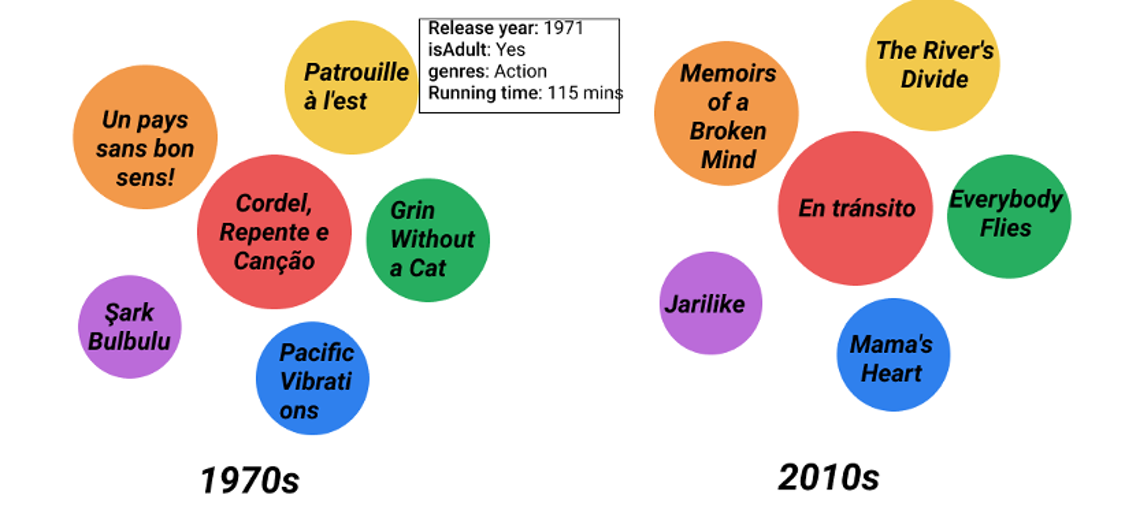 Patrouille
à l'est
Release year: 1971
isAdult: Yes
genres: Action
Running time: 115 mins
Un pays
sans bon
sens!
Cordel,
Repente e
Canção
Grin
Without
a Cat
Şark
Bulbulu
Pacific
Vibrati
ons
1970s
The River's
Divide
Memoirs
of a
Broken
Mind
En tránsito
Everybody
Flies
Jarilike
Mama's
Heart
2010s